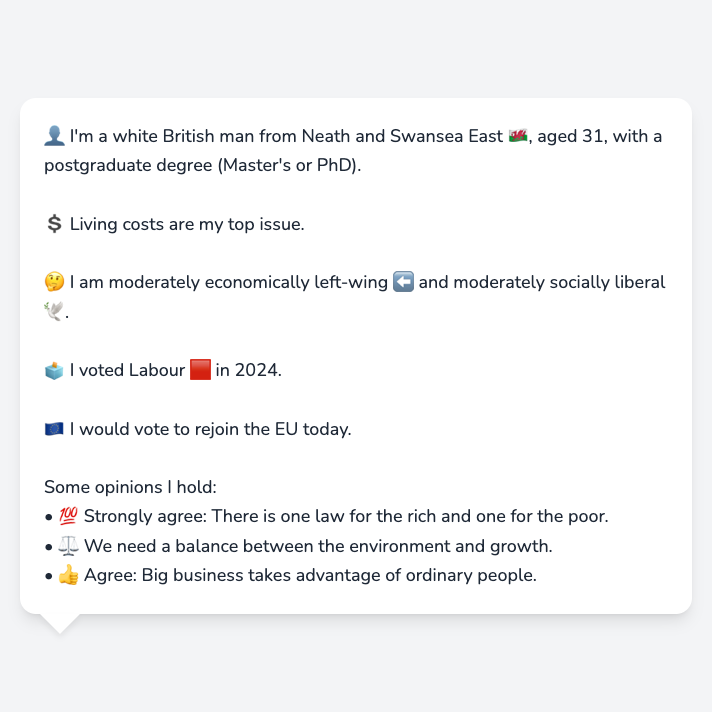 👤 I'm a white British man from Neath and Swansea East 🏴󠁧󠁢󠁷󠁬󠁳󠁿, aged 31, with a
postgraduate degree (Master's or PhD).
💲 Living costs are my top issue.
🤔 I am moderately economically left-wing ⬅️ and moderately socially liberal
🕊️.
🗳️ I voted Labour 🟥 in 2024.
🇪🇺 I would vote to rejoin the EU today.
Some opinions I hold:
• 💯 Strongly agree: There is one law for the rich and one for the poor.
• ⚖️ We need a balance between the environment and growth.
• 👍 Agree: Big business takes advantage of ordinary people.